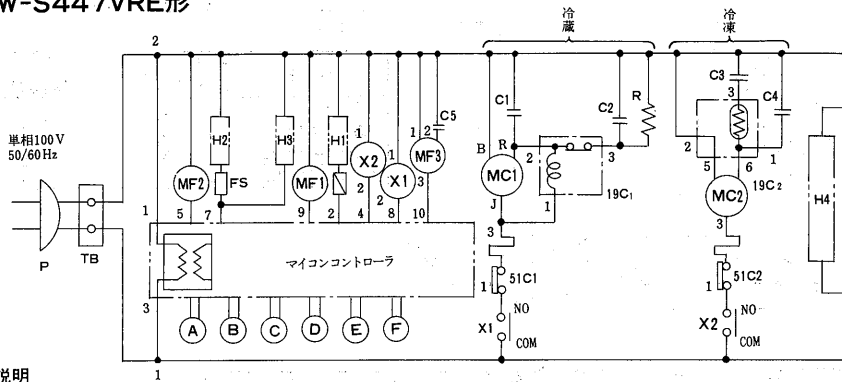 W-S447VRE形
冷蔵
冷凍
2
単相100V
50/60Hz
P
TB
1
3
1
H2
FS
MF2
5
7
H3
MF1
9
H1
2
1
X2
2
4
1
X1
2
8
C5
1
2
MF3
3
10
マイコンコントローラ
A
B
C
D
E
F
C1
B
R
MC1
J
2
3
1
19C1
C2
R
3
1
51C1
X1
NO
COM
C3
3
C4
2
5
6
1
MC2
19C2
3
1
51C2
X2
NO
COM
H4
説明